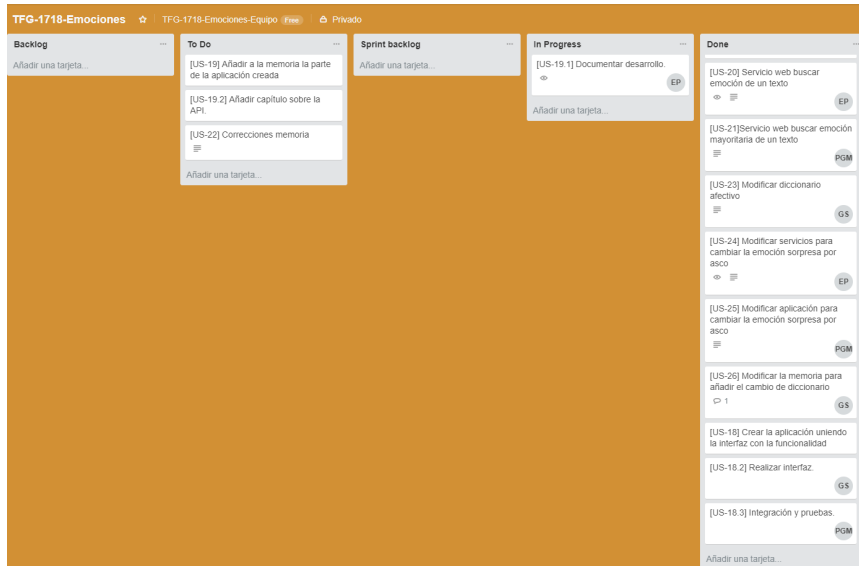 TFG-1718-Emociones
TFG-1718-Emociones-Equipo Free
Privado
Backlog
Añadir una tarjeta...
To Do
[US-19] Añadir a la memoria la parte
de la aplicación creada
[US-19.2] Añadir capítulo sobre la
API.
[US-22] Correcciones memoria
Añadir una tarjeta...
Sprint backlog
Añadir una tarjeta...
In Progress
[US-19.1] Documentar desarrollo.
EP
Añadir una tarjeta...
Done
[US-20] Servicio web buscar
emoción de un texto
EP
[US-21]Servicio web buscar emoción
mayoritaria de un texto
PGM
[US-23] Modificar diccionario
afectivo
GS
[US-24] Modificar servicios para
cambiar la emoción sorpresa por
asco
EP
[US-25] Modificar aplicación para
cambiar la emoción sorpresa por
asco
PGM
[US-26] Modificar la memoria para
añadir el cambio de diccionario
1
GS
[US-18] Crear la aplicación uniendo
la interfaz con la funcionalidad
[US-18.2] Realizar interfaz.
GS
[US-18.3] Integración y pruebas.
PGM
Añadir una tarjeta...